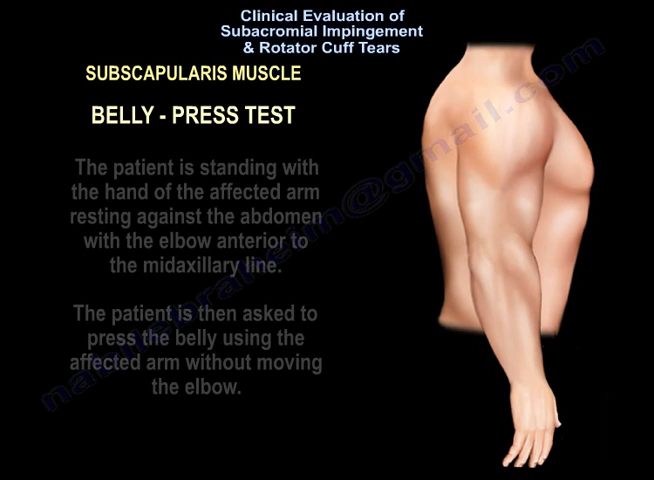 Clinical Evaluation of
Subacromial Impingement
& Rotator Cuff Tears
SUBSCAPULARIS MUSCLE
BELLY - PRESS TEST
The patient is standing with
the hand of the affected arm
resting against the abdomen
with the elbow anterior to
the midaxillary line.
The patient is then asked to
press the belly using the
affected arm without moving
the elbow.